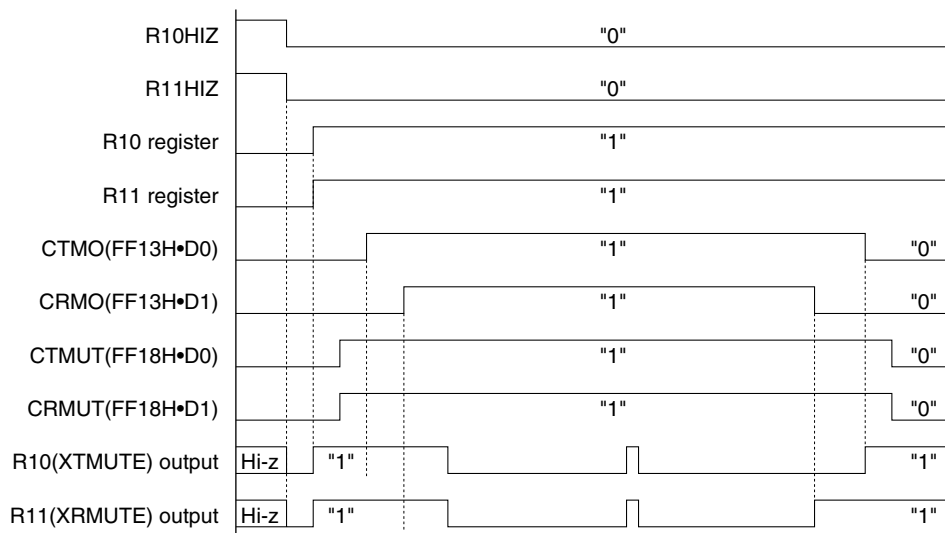 R10HIZ "0"
R11HIZ "0"
R10 register "1"
R11 register "1"
CTMO(FF13H•D0) "1" "0"
CRMO(FF13H•D1) "1" "0"
CTMUT(FF18H•D0) "1" "0"
CRMUT(FF18H•D1) "1" "0"
R10(XTMUTE) output Hi-z "1" "1"
R11(XRMUTE) output Hi-z "1" "1"